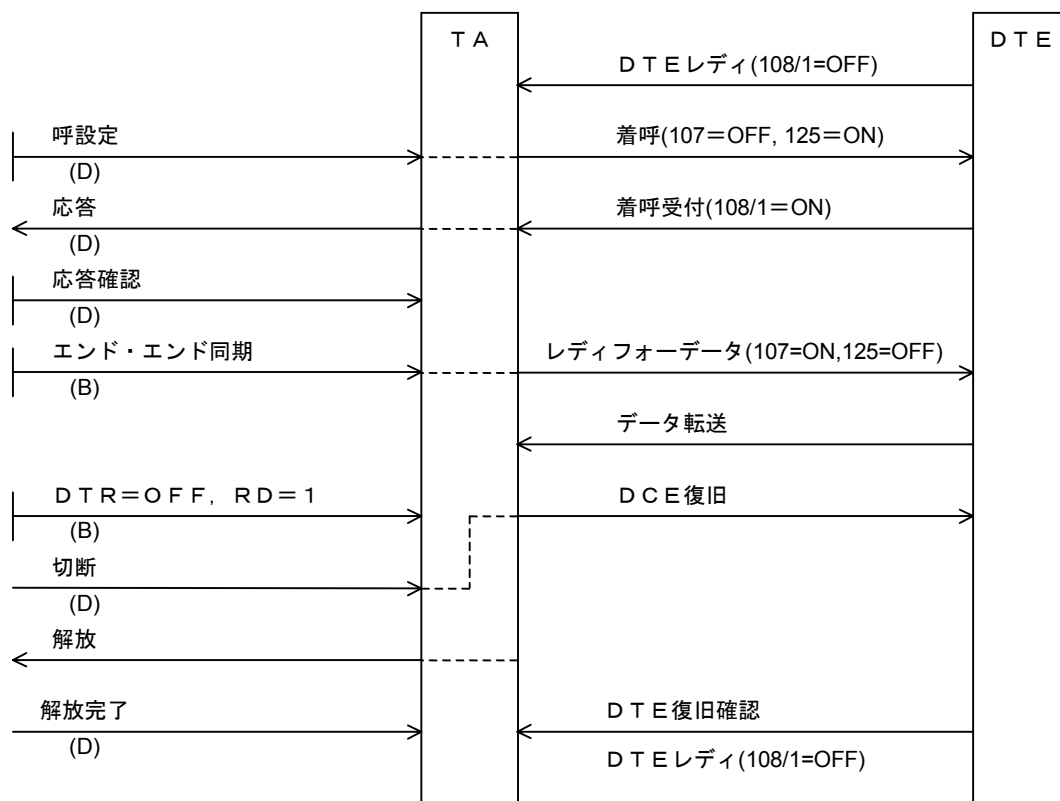 ＴＡ
ＤＴＥ
ＤＴＥレディ(108/1=OFF)
呼設定
(D)
着呼(107＝OFF, 125＝ON)
応答
(D)
着呼受付(108/1＝ON)
応答確認
(D)
エンド・エンド同期
(B)
レディフォーデータ(107=ON,125=OFF)
データ転送
ＤＴＲ＝ＯＦＦ，ＲＤ＝１
(B)
ＤＣＥ復旧
切断
(D)
解放
解放完了
(D)
ＤＴＥ復旧確認
ＤＴＥレディ(108/1=OFF)